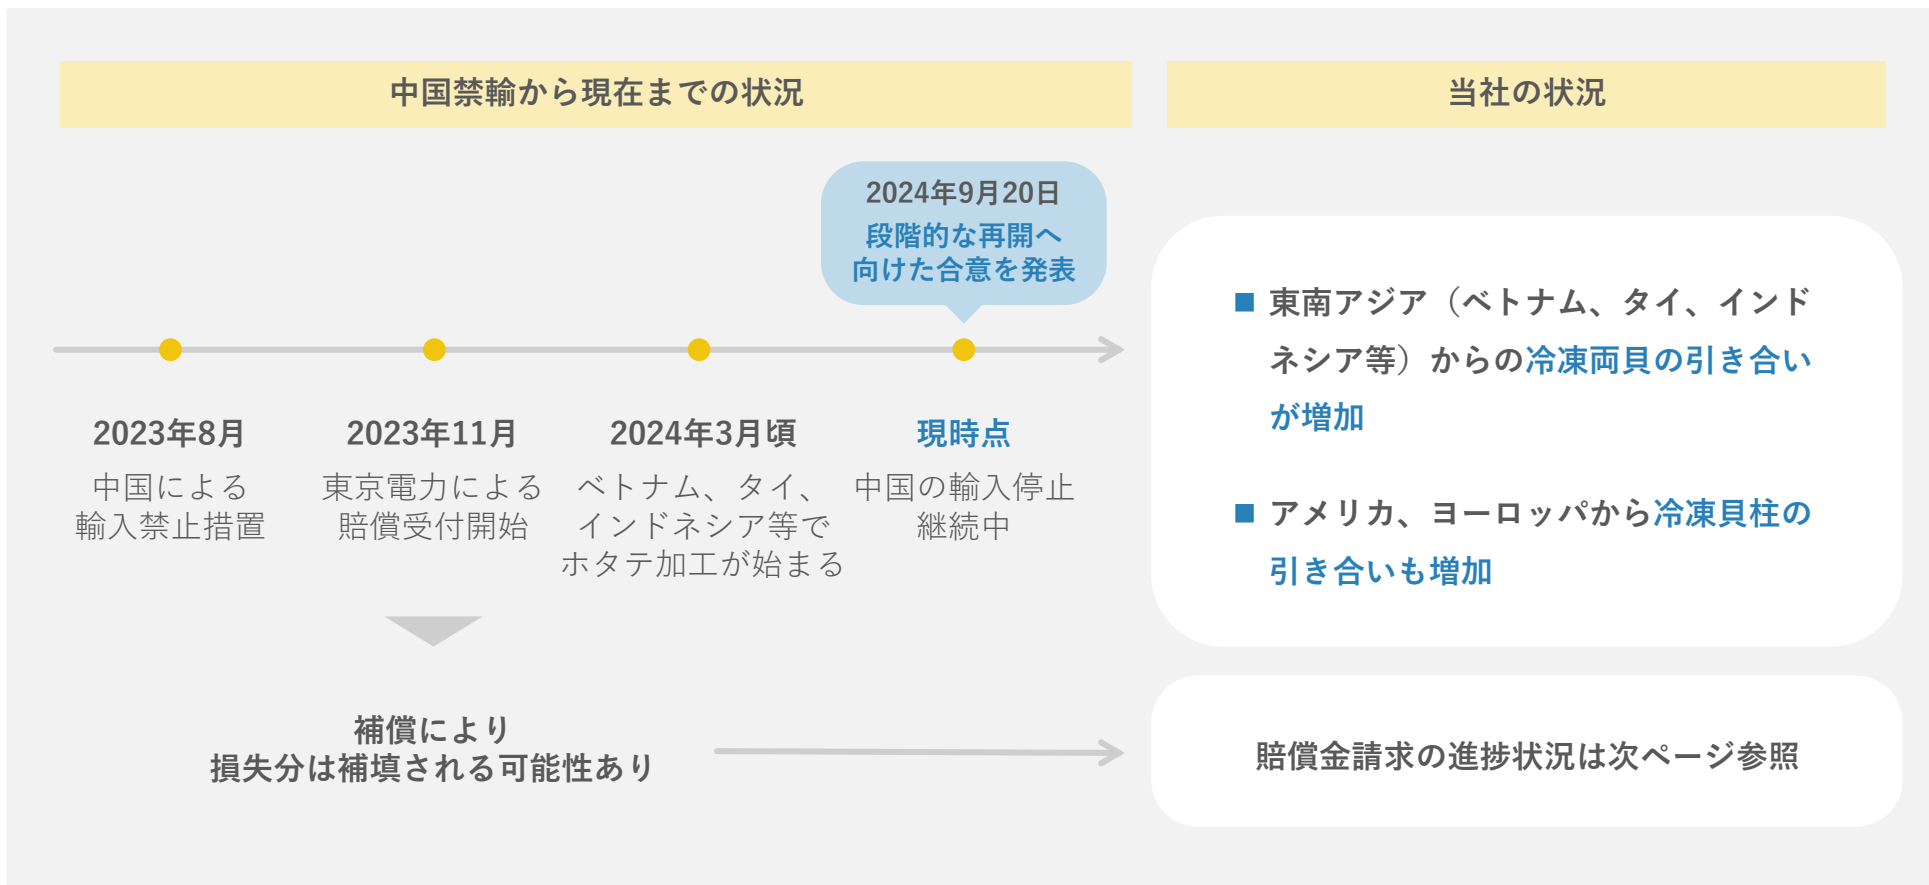 中国禁輸から現在までの状況
2024年9月20日
段階的な再開へ
向けた合意を発表
2023年8月
中国による
輸入禁止措置
2023年11月
東京電力による
賠償受付開始
2024年3月頃
ベトナム、タイ、
インドネシア等で
ホタテ加工が始まる
現時点
中国の輸入停止
継続中
補償により
損失分は補填される可能性あり
当社の状況
■ 東南アジア（ベトナム、タイ、インド
ネシア等）からの冷凍両貝の引き合い
が増加
■ アメリカ、ヨーロッパから冷凍貝柱の
引き合いも増加
賠償金請求の進捗状況は次ページ参照